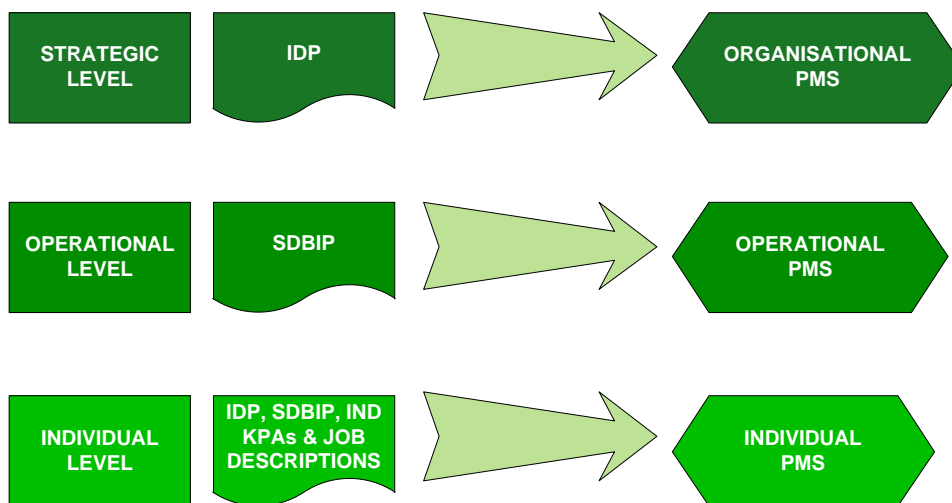 STRATEGIC
LEVEL
IDP
ORGANISATIONAL
PMS
OPERATIONAL
LEVEL
SDBIP
OPERATIONAL
PMS
INDIVIDUAL
LEVEL
IDP, SDBIP, IND
KPAs & JOB
DESCRIPTIONS
INDIVIDUAL
PMS